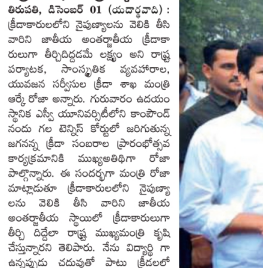 తిరుపతి, డిసెంబర్ 01 (యదార్థవాది) :
క్రీడాకారులలోని నైపుణ్యాలను వెలికి తీసి
వారిని జాతీయ అంతర్జాతీయ క్రీడాకా
రులుగా తీర్చిదిద్దడమే లక్ష్యం అని రాష్ట్ర
పర్యాటక, సాంస్కృతిక వ్యవహారాల,
యువజన సర్వీసుల క్రీడా శాఖ మంత్రి
ఆర్కే రోజా అన్నారు. గురువారం ఉదయం
స్థానిక ఎస్వీ యూనివర్సిటీలోని కాంపౌండ్
నందు గల టెన్నిస్ కోర్టులో జరిగుతున్న
జగనన్న క్రీడా సంబరాల ప్రారంభోత్సవ
కార్యక్రమానికి ముఖ్యఅతిథిగా రోజా
పాల్గొన్నారు. ఈ సందర్భంగా మంత్రి రోజా
మాట్లాడుతూ క్రీడాకారులలోని నైపుణ్యా
లను వెలికి తీసి వారిని జాతీయ
అంతర్జాతీయ స్థాయిలో క్రీడాకారులుగా
తీర్చి దిద్దేలా రాష్ట్ర ముఖ్యమంత్రి కృషి
చేస్తున్నారని తెలిపారు. నేను విద్యార్థి గా
ఉన్నప్పుడు చదువుతో పాటు క్రీడలలో